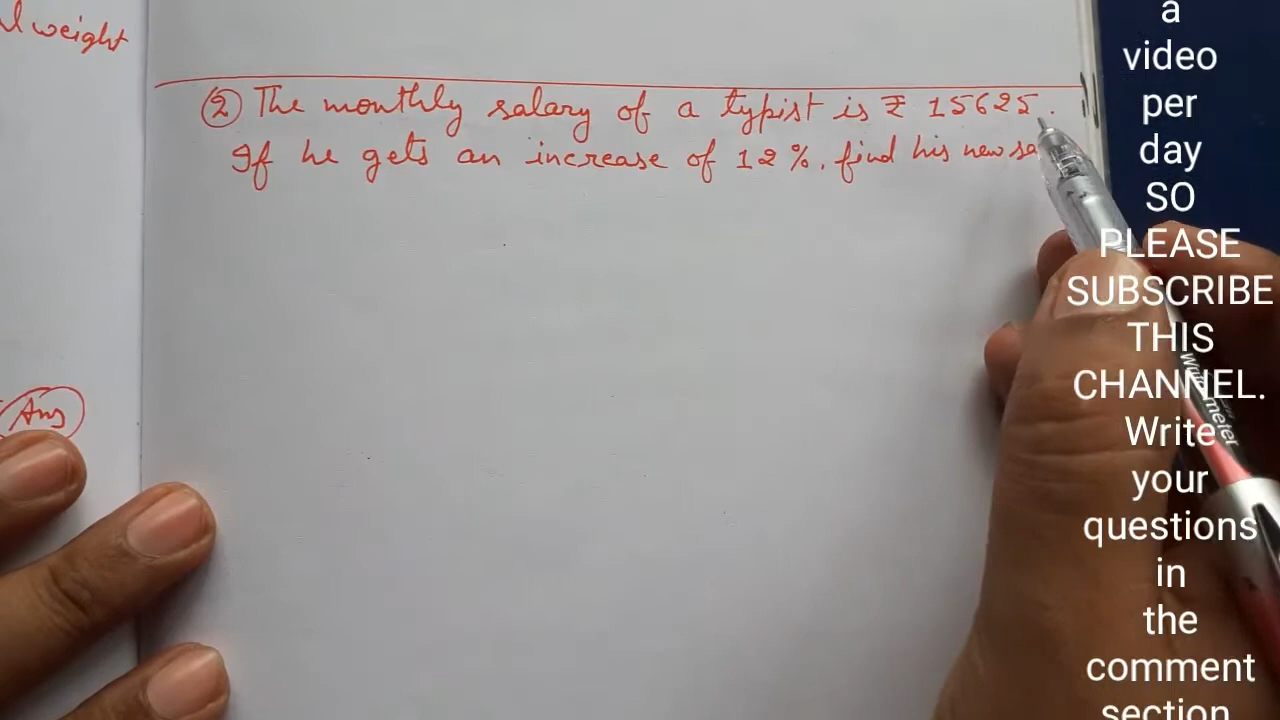 weight
② The monthly salary of a typist is ₹ 15625.
If he gets an increase of 12%. find his new
Ans
a
video
per
day
SO
PLEASE
SUBSCRIBE
THIS
CHANNEL.
Write
your
questions
in
the
comment
section